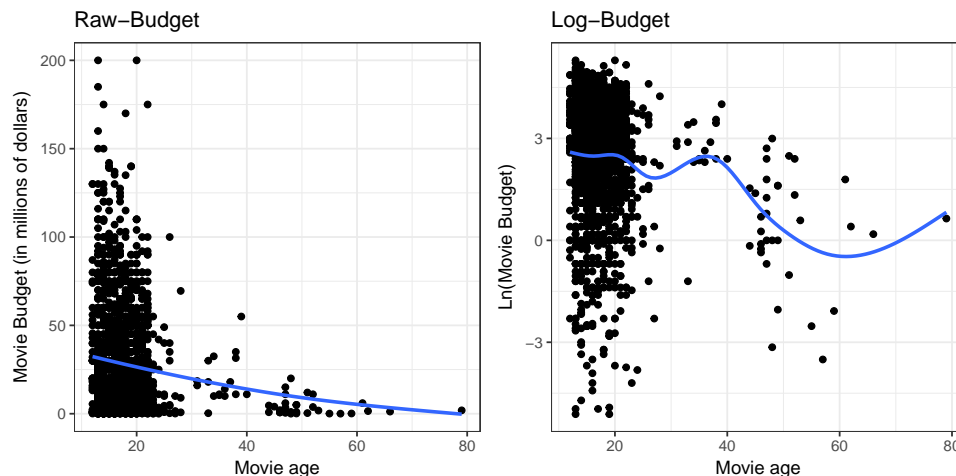 Raw−Budget
Movie Budget (in millions of dollars)
200
150
100
50
0
20 40 60 80
Movie age
Log−Budget
Ln(Movie Budget)
3
0
−3
20 40 60 80
Movie age